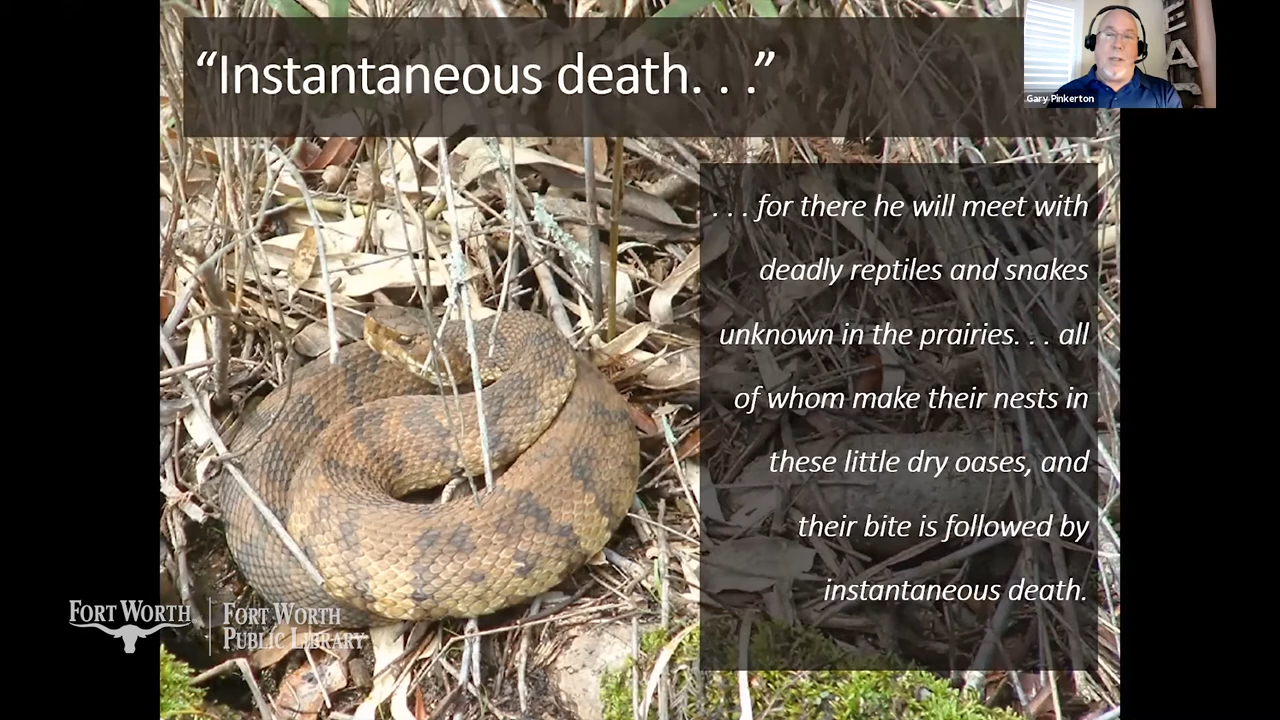 “Instantaneous death. . .”
Gary Pinkerton
. . . for there he will meet with
deadly reptiles and snakes
unknown in the prairies. . . all
of whom make their nests in
these little dry oases, and
their bite is followed by
instantaneous death.
FORT WORTH
FORT WORTH
PUBLIC LIBRARY